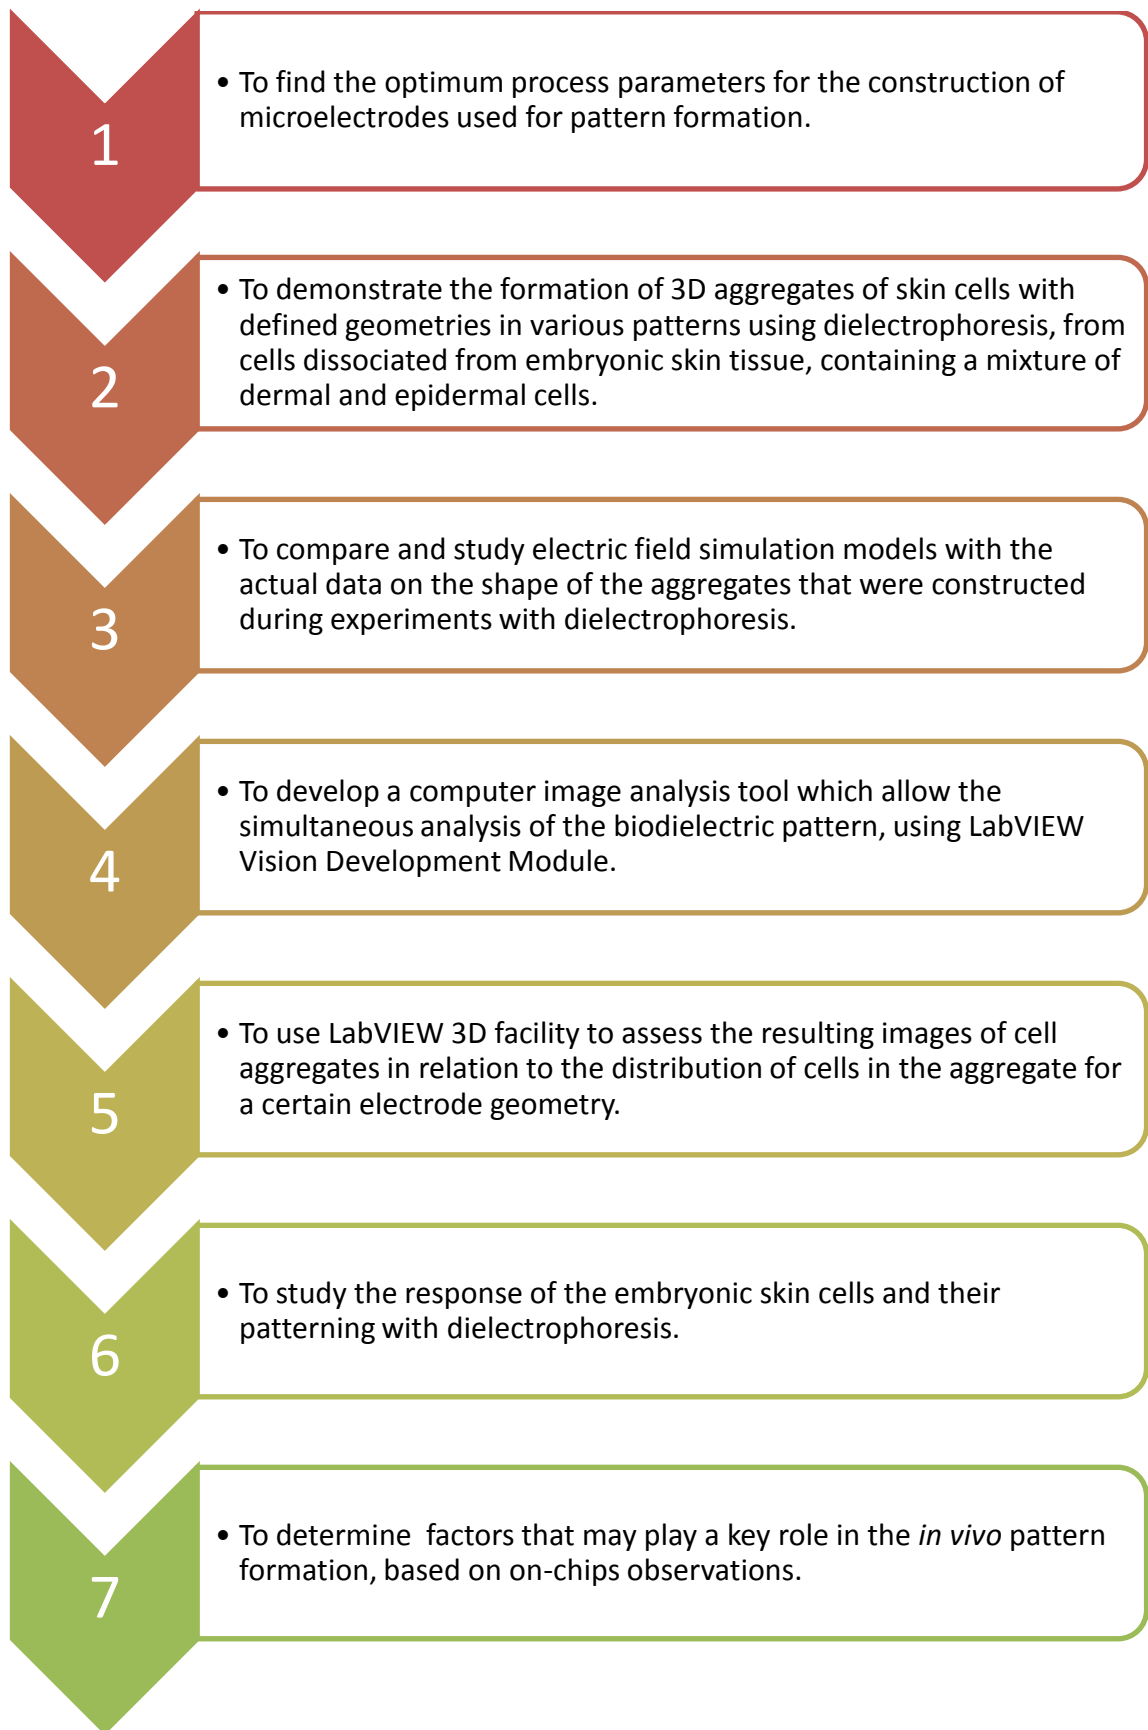 1
• To find the optimum process parameters for the construction of
microelectrodes used for pattern formation.
2
• To demonstrate the formation of 3D aggregates of skin cells with
defined geometries in various patterns using dielectrophoresis, from
cells dissociated from embryonic skin tissue, containing a mixture of
dermal and epidermal cells.
3
• To compare and study electric field simulation models with the
actual data on the shape of the aggregates that were constructed
during experiments with dielectrophoresis.
4
• To develop a computer image analysis tool which allow the
simultaneous analysis of the biodielectric pattern, using LabVIEW
Vision Development Module.
5
• To use LabVIEW 3D facility to assess the resulting images of cell
aggregates in relation to the distribution of cells in the aggregate for
a certain electrode geometry.
6
• To study the response of the embryonic skin cells and their
patterning with dielectrophoresis.
7
• To determine  factors that may play a key role in the in vivo pattern
formation, based on on-chips observations.